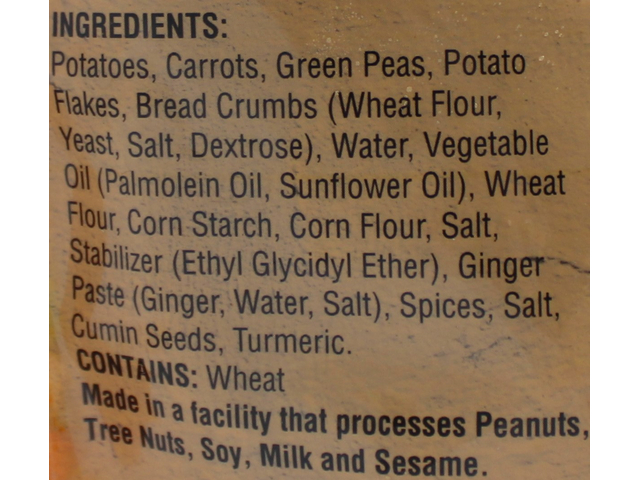 INGREDIENTS:
Potatoes, Carrots, Green Peas, Potato
Flakes, Bread Crumbs (Wheat Flour,
Yeast, Salt, Dextrose), Water, Vegetable
Oil (Palmolein Oil, Sunflower Oil), Wheat
Flour, Corn Starch, Corn Flour, Salt,
Stabilizer (Ethyl Glycidyl Ether), Ginger
Paste (Ginger, Water, Salt), Spices, Salt,
Cumin Seeds, Turmeric.
CONTAINS: Wheat
Made in a facility that processes Peanuts,
Tree Nuts, Soy, Milk and Sesame.